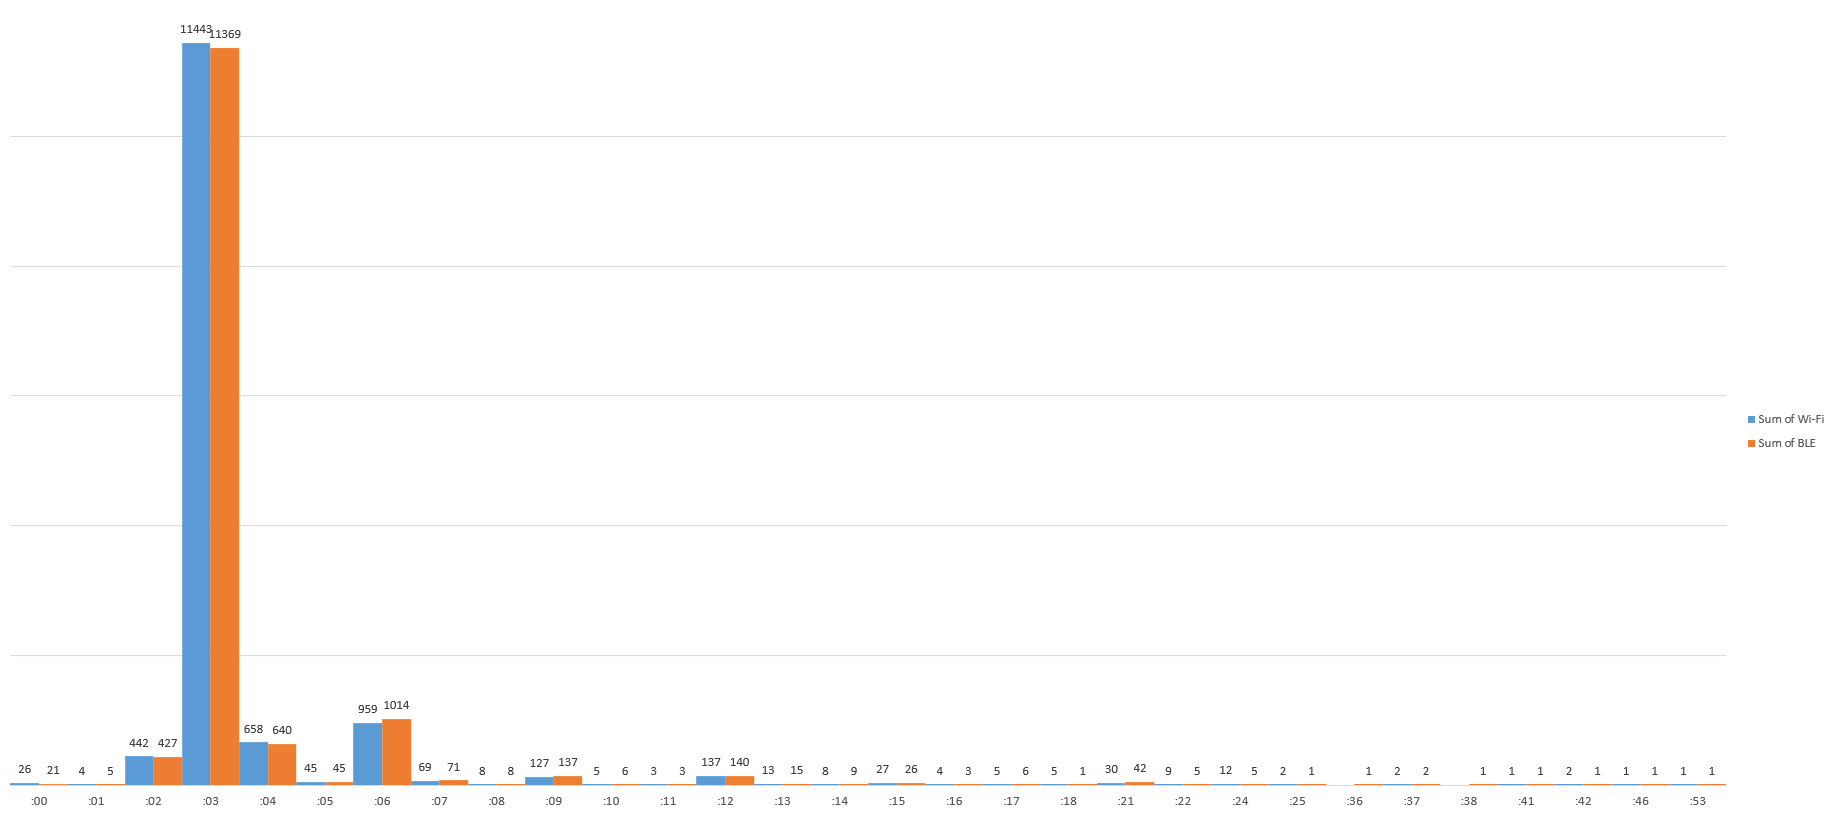 11443 11369
Sum of Wi-Fi
Sum of BLE
26 21 4 5 442 427 658 640 45 45 959 1014 69 71 8 8 127 137 5 6 3 3 137 140 13 15 8 9 27 26 4 3 5 6 5 1 30 42 9 5 12 5 2 1 1 2 2 1 1 1 2 1 1 1 1 1
:00 :01 :02 :03 :04 :05 :06 :07 :08 :09 :10 :11 :12 :13 :14 :15 :16 :17 :18 :21 :22 :24 :25 :36 :37 :38 :41 :42 :46 :53